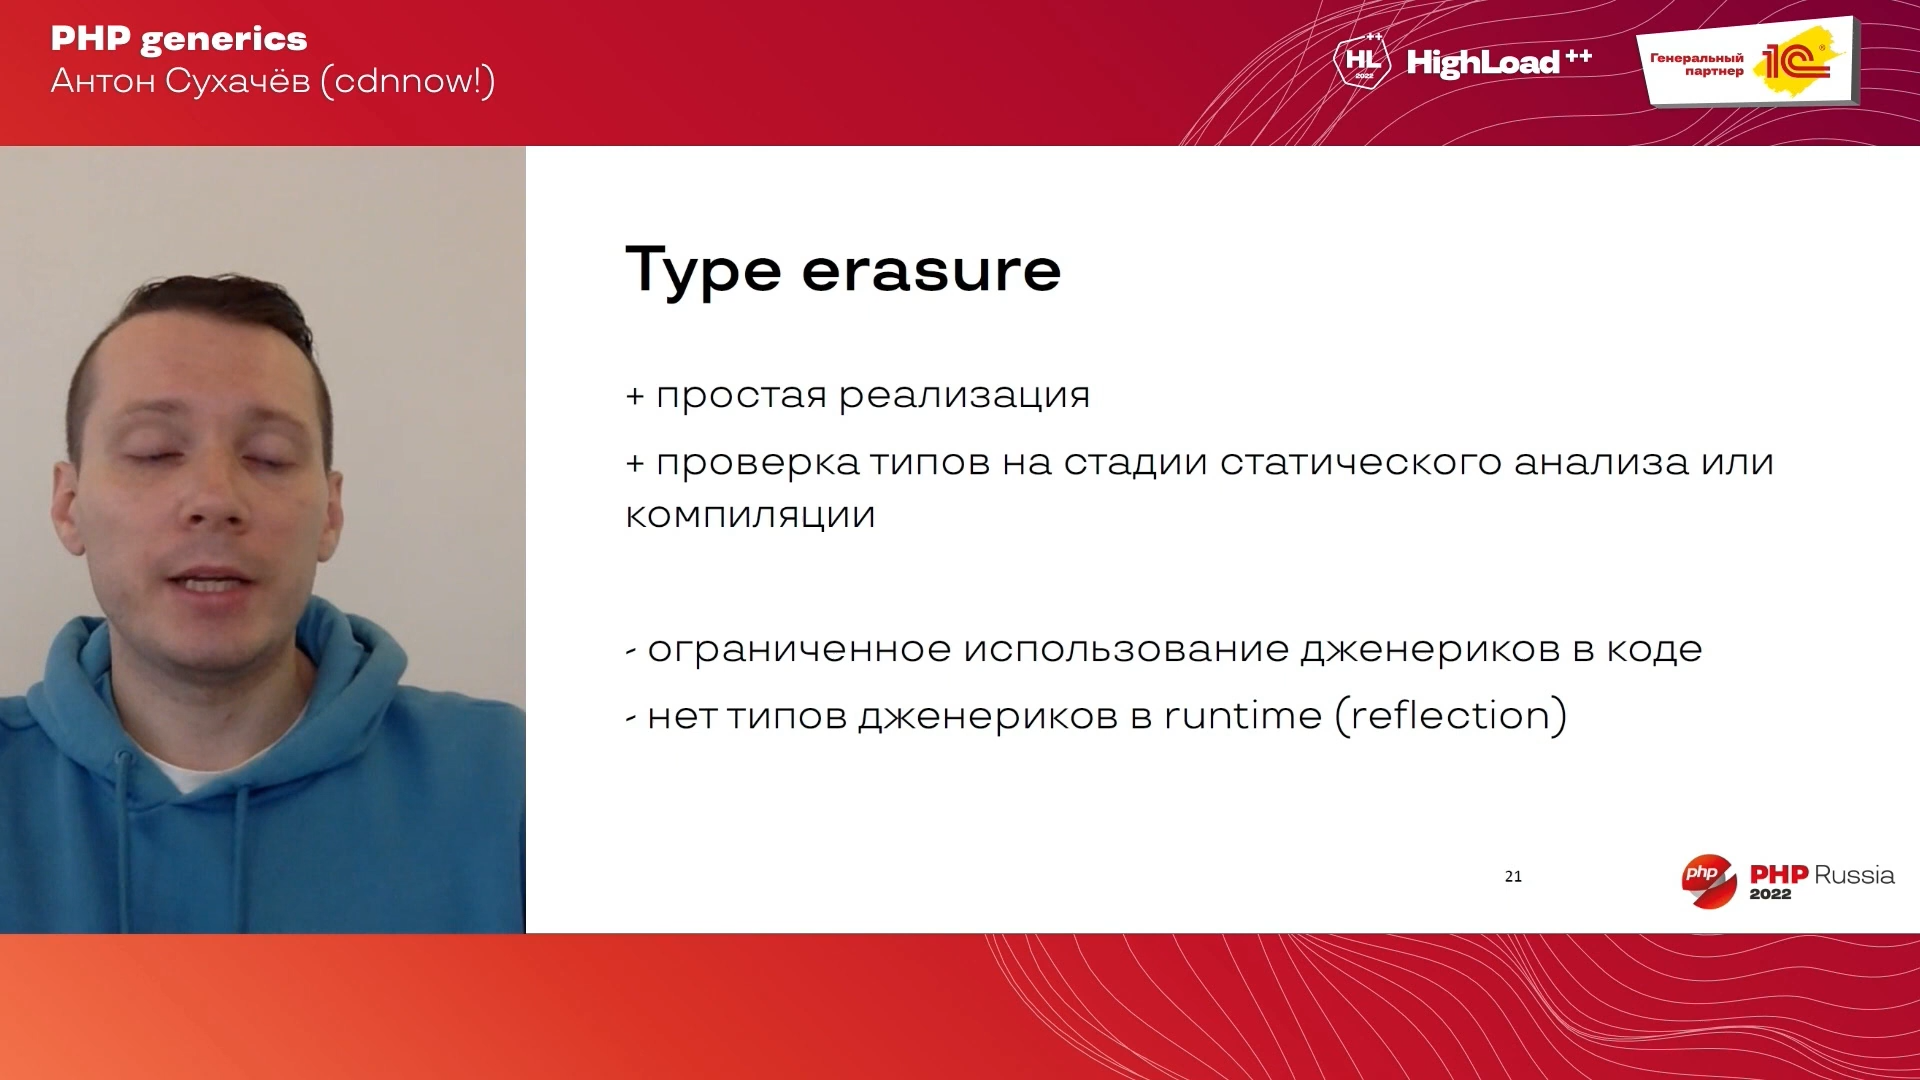 PHP generics
Антон Сухачёв (cdnnow!)
HL++
2022
HighLoad++
Генеральный
партнер
1С®
Type erasure
+ простая реализация
+ проверка типов на стадии статического анализа или
компиляции
- ограниченное использование дженериков в коде
- нет типов дженериков в runtime (reflection)
21
php
PHP Russia
2022